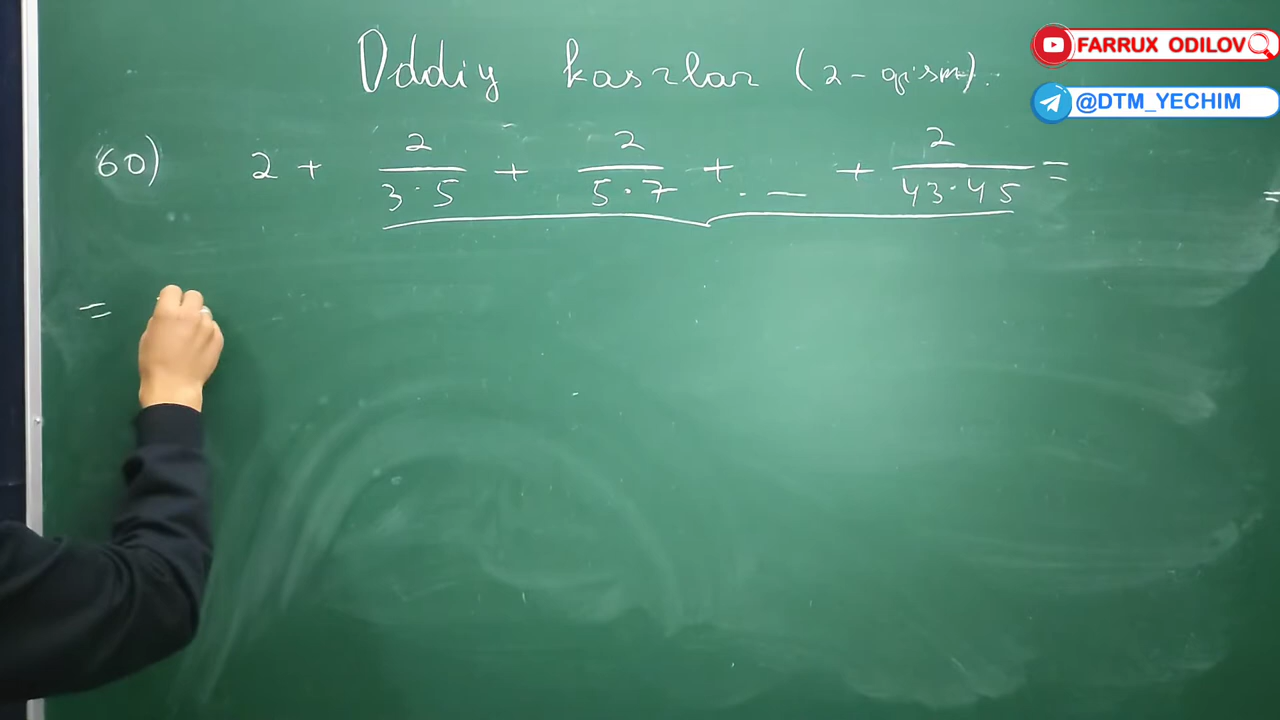 Oddiy kasrlar (2-qism).
FARRUX ODILOV
@DTM_YECHIM
60) 2 + 2/(3·5) + 2/(5·7) + ... + 2/(43·45) =
=
=